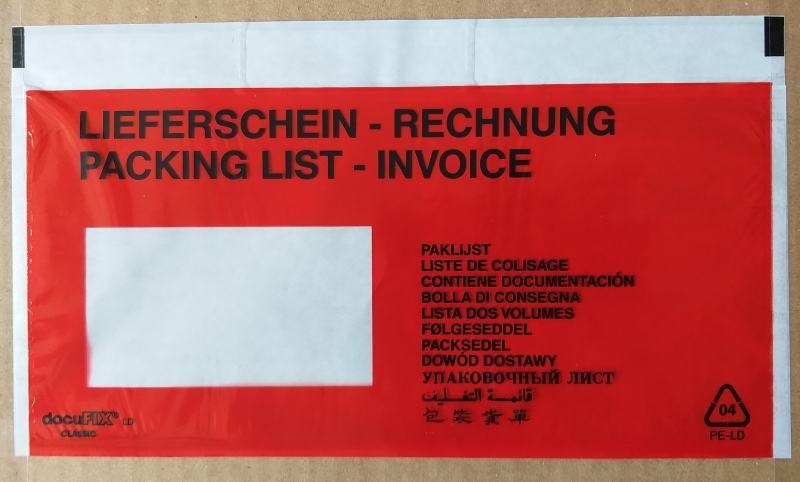 LIEFERSCHEIN - RECHNUNG
PACKING LIST - INVOICE
PAKLIJST
LISTE DE COLISAGE
CONTIENE DOCUMENTACIÓN
BOLLA DI CONSEGNA
LISTA DOS VOLUMES
FØLGESEDDEL
PACKSEDEL
DOWÓD DOSTAWY
УПАКОВОЧНЫЙ ЛИСТ
قائمة التغليف
包裝貨單
docuFIX® LD
CLASSIC
04
PE-LD